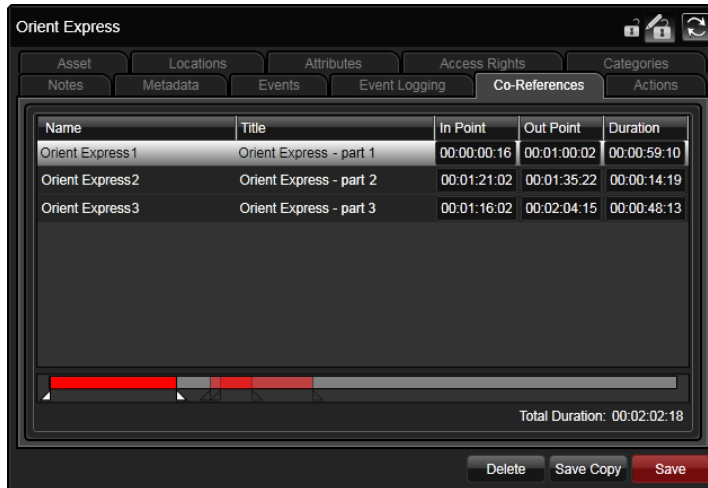 Orient Express
Asset Locations Attributes Access Rights Categories
Notes Metadata Events Event Logging Co-References Actions
Name Title In Point Out Point Duration
Orient Express1 Orient Express - part 1 00:00:00:16 00:01:00:02 00:00:59:10
Orient Express2 Orient Express - part 2 00:01:21:02 00:01:35:22 00:00:14:19
Orient Express3 Orient Express - part 3 00:01:16:02 00:02:04:15 00:00:48:13
Total Duration: 00:02:02:18
Delete Save Copy Save